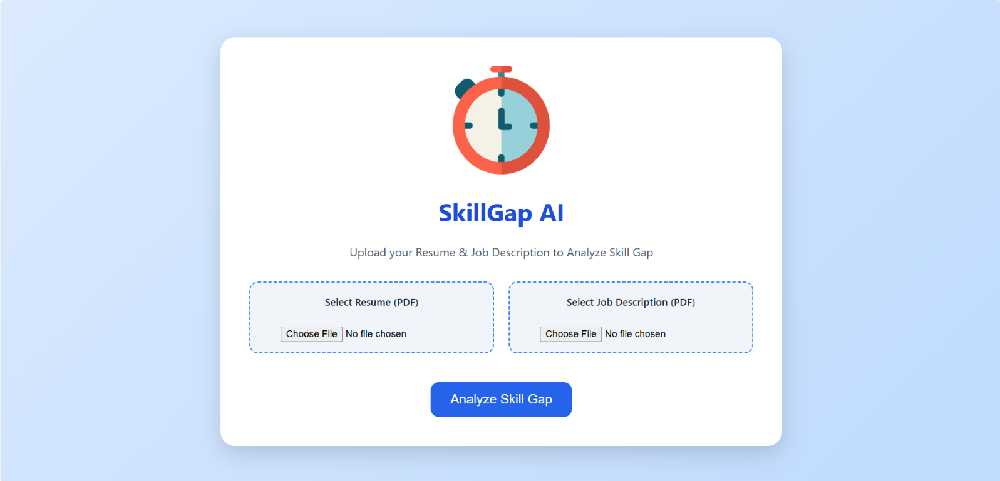 SkillGap AI
Upload your Resume & Job Description to Analyze Skill Gap
Select Resume (PDF)
Choose File No file chosen
Select Job Description (PDF)
Choose File No file chosen
Analyze Skill Gap